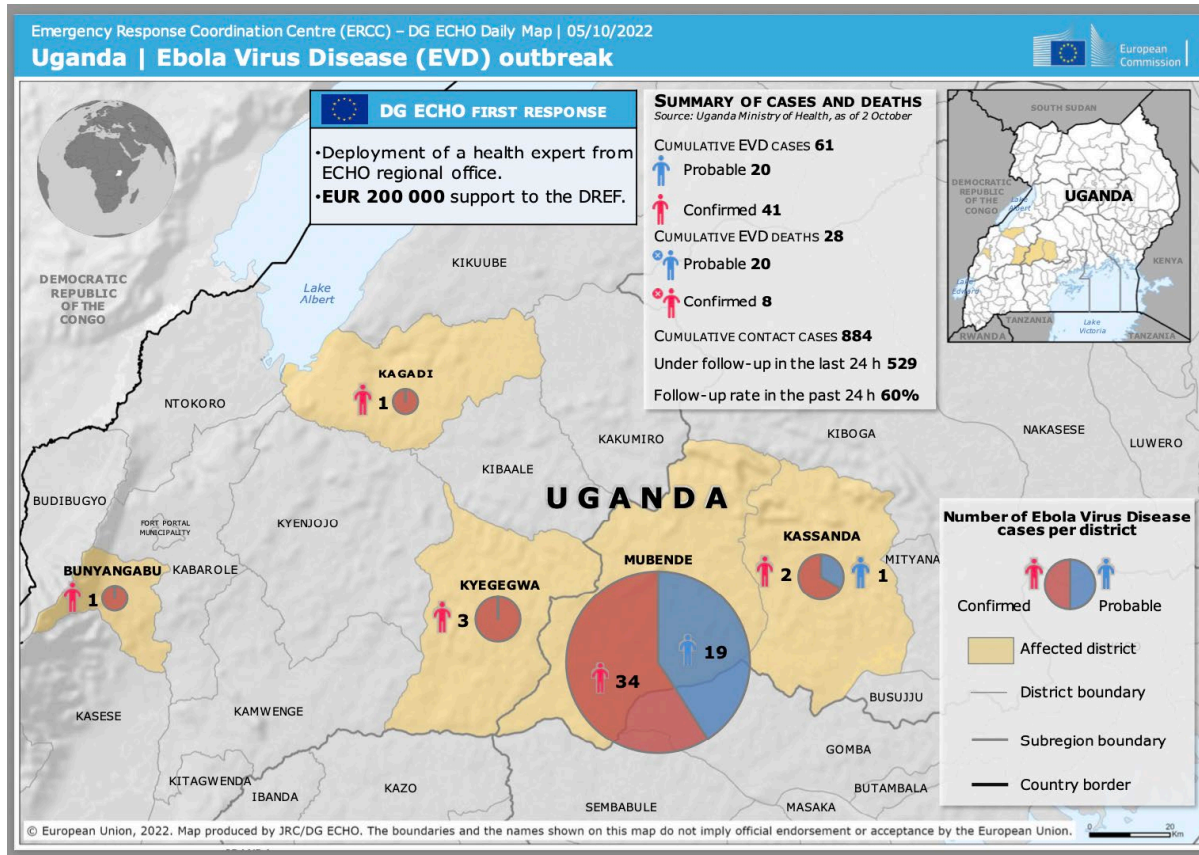 Emergency Response Coordination Centre (ERCC) – DG ECHO Daily Map | 05/10/2022
Uganda | Ebola Virus Disease (EVD) outbreak
European
Commission
DG ECHO FIRST RESPONSE
•Deployment of a health expert from
ECHO regional office.
•EUR 200 000 support to the DREF.
SUMMARY OF CASES AND DEATHS
Source: Uganda Ministry of Health, as of 2 October
CUMULATIVE EVD CASES 61
Probable 20
Confirmed 41
CUMULATIVE EVD DEATHS 28
Probable 20
Confirmed 8
CUMULATIVE CONTACT CASES 884
Under follow-up in the last 24 h 529
Follow-up rate in the past 24 h 60%
SOUTH SUDAN
DEMOCRATIC
REPUBLIC
OF THE
CONGO
UGANDA
Lake
Albert
KENYA
Lake
Edward
TANZANIA
Lake
Victoria
RWANDA
TANZANIA
DEMOCRATIC
REPUBLIC
OF THE
CONGO
Lake
Albert
KIKUUBE
KAGADI
1
NTOKORO
KAKUMIRO
KIBOGA
NAKASESE
LUWERO
KIBAALE
BUDIBUGYO
UGANDA
FORT PORTAL
MUNICIPALITY
KYENJOJO
KASSANDA
2
1
MITYANA
MUBENDE
34
19
BUNYANGABU
1
KABAROLE
KYEGEGWA
3
BUSUJJU
KASESE
KAMWENGE
GOMBA
KITAGWENDA
IBANDA
KAZO
SEMBABULE
MASAKA
BUTAMBALA
Number of Ebola Virus Disease
cases per district
Confirmed
Probable
Affected district
District boundary
Subregion boundary
Country border
© European Union, 2022. Map produced by JRC/DG ECHO. The boundaries and the names shown on this map do not imply official endorsement or acceptance by the European Union.
0 20
Km